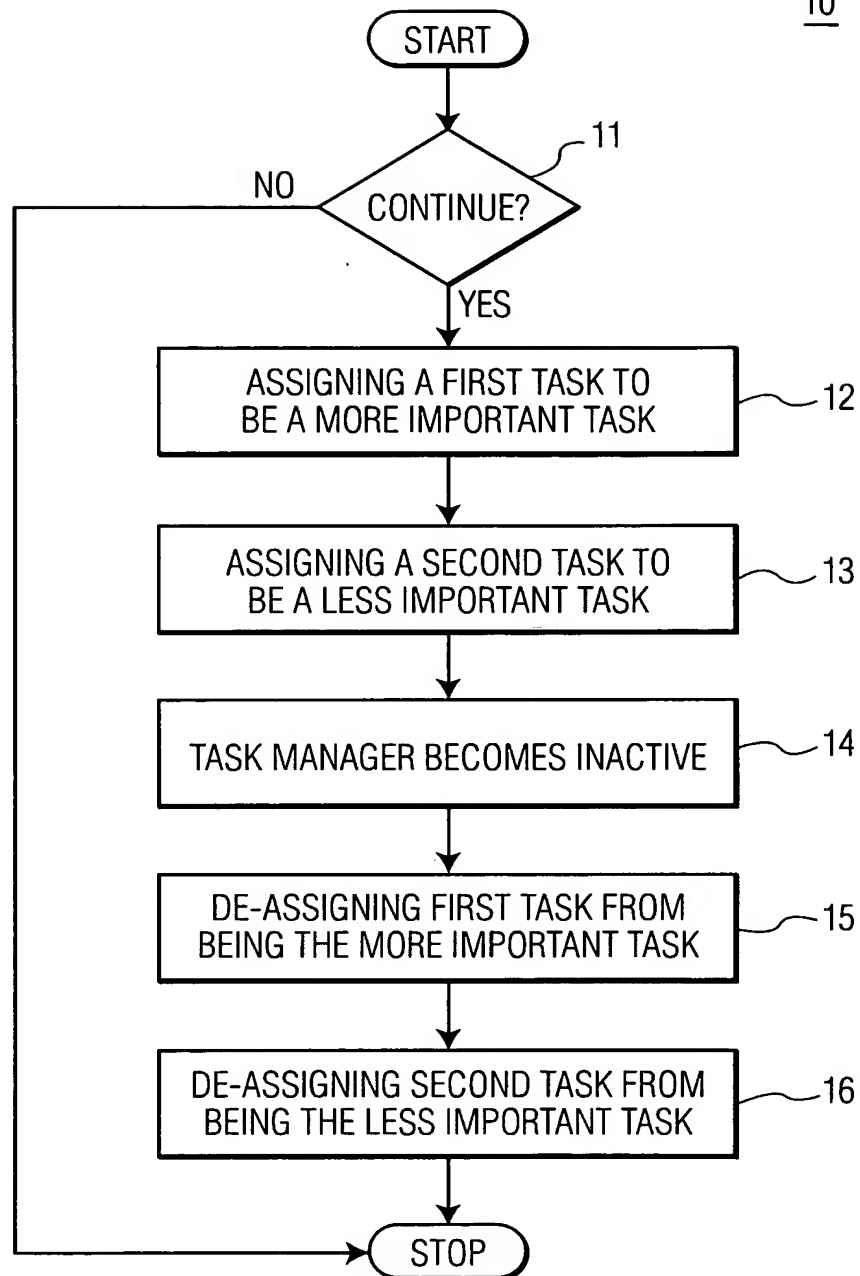 10
START
11
CONTINUE?
NO
YES
ASSIGNING A FIRST TASK TO
BE A MORE IMPORTANT TASK
12
ASSIGNING A SECOND TASK TO
BE A LESS IMPORTANT TASK
13
TASK MANAGER BECOMES INACTIVE
14
DE-ASSIGNING FIRST TASK FROM
BEING THE MORE IMPORTANT TASK
15
DE-ASSIGNING SECOND TASK FROM
BEING THE LESS IMPORTANT TASK
16
STOP